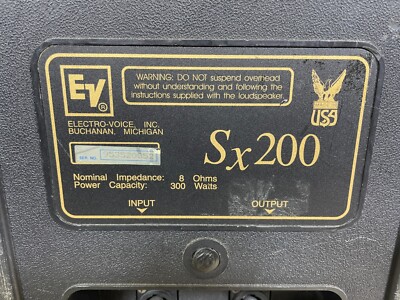 EV®
WARNING: DO NOT suspend overhead
without understanding and following the
instructions supplied with the loudspeaker.
USA
ELECTRO-VOICE, INC.
BUCHANAN, MICHIGAN
Sx200
Nominal Impedance: 8 Ohms
Power Capacity: 300 Watts
INPUT
OUTPUT